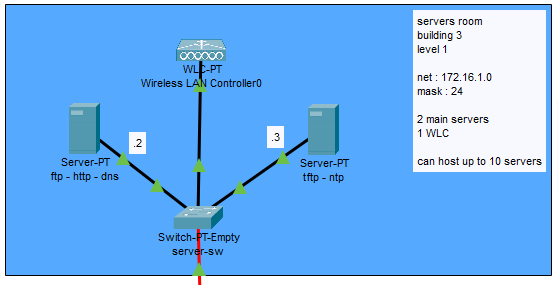 WLC-PT
Wireless LAN Controller0
.2
.3
Server-PT
ftp - http - dns
Server-PT
tftp - ntp
Switch-PT-Empty
server-sw
servers room
building 3
level 1
net : 172.16.1.0
mask : 24
2 main servers
1 WLC
can host up to 10 servers